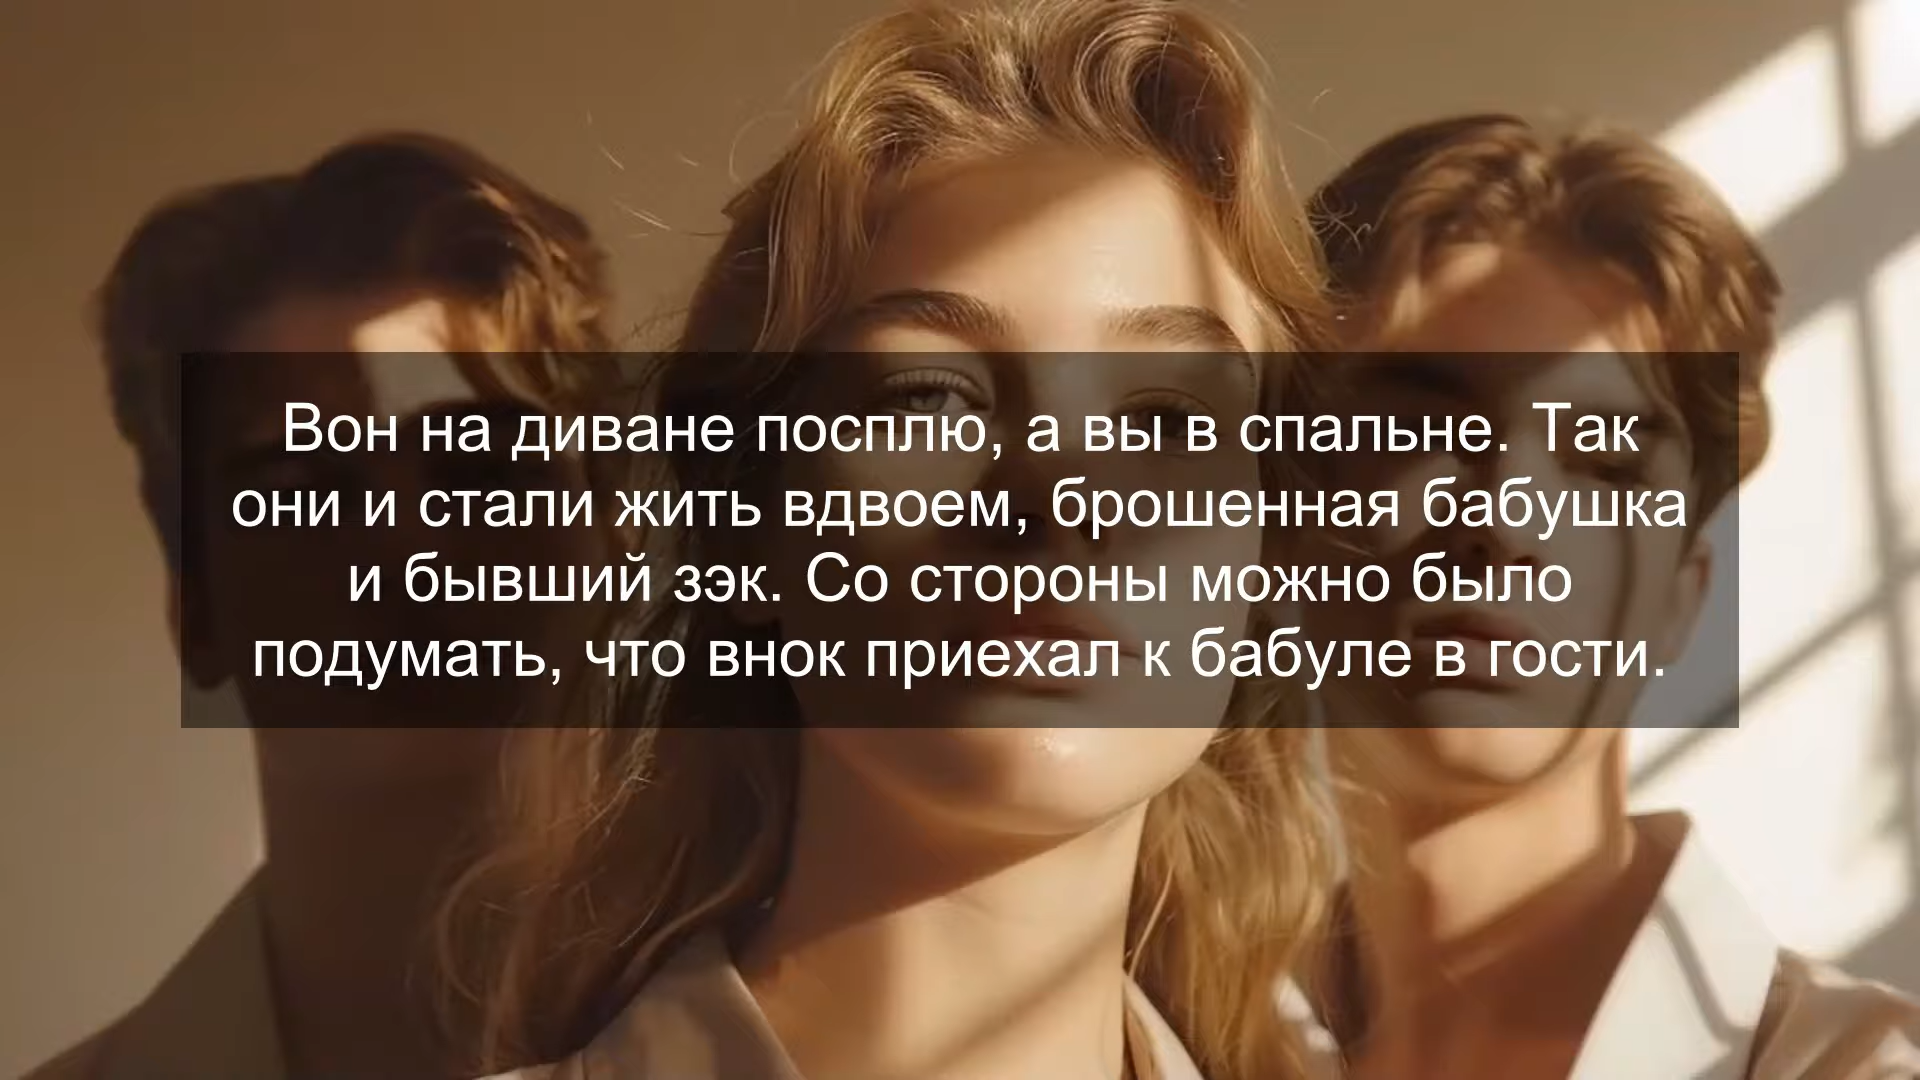 Вон на диване посплю, а вы в спальне. Так
они и стали жить вдвоем, брошенная бабушка
и бывший зэк. Со стороны можно было
подумать, что внок приехал к бабуле в гости.